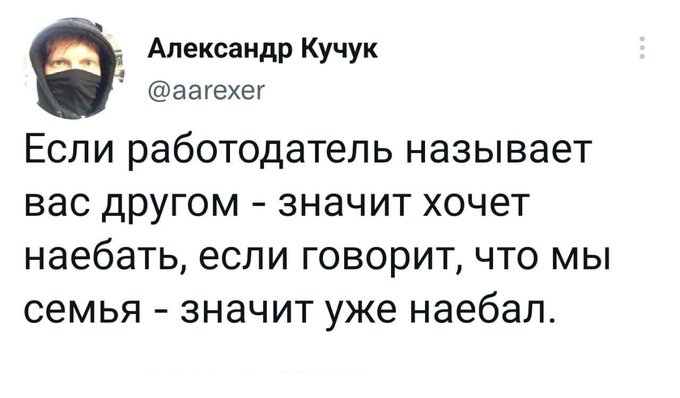 Александр Кучук
@aarexer
Если работодатель называет
вас другом - значит хочет
наебать, если говорит, что мы
семья - значит уже наебал.